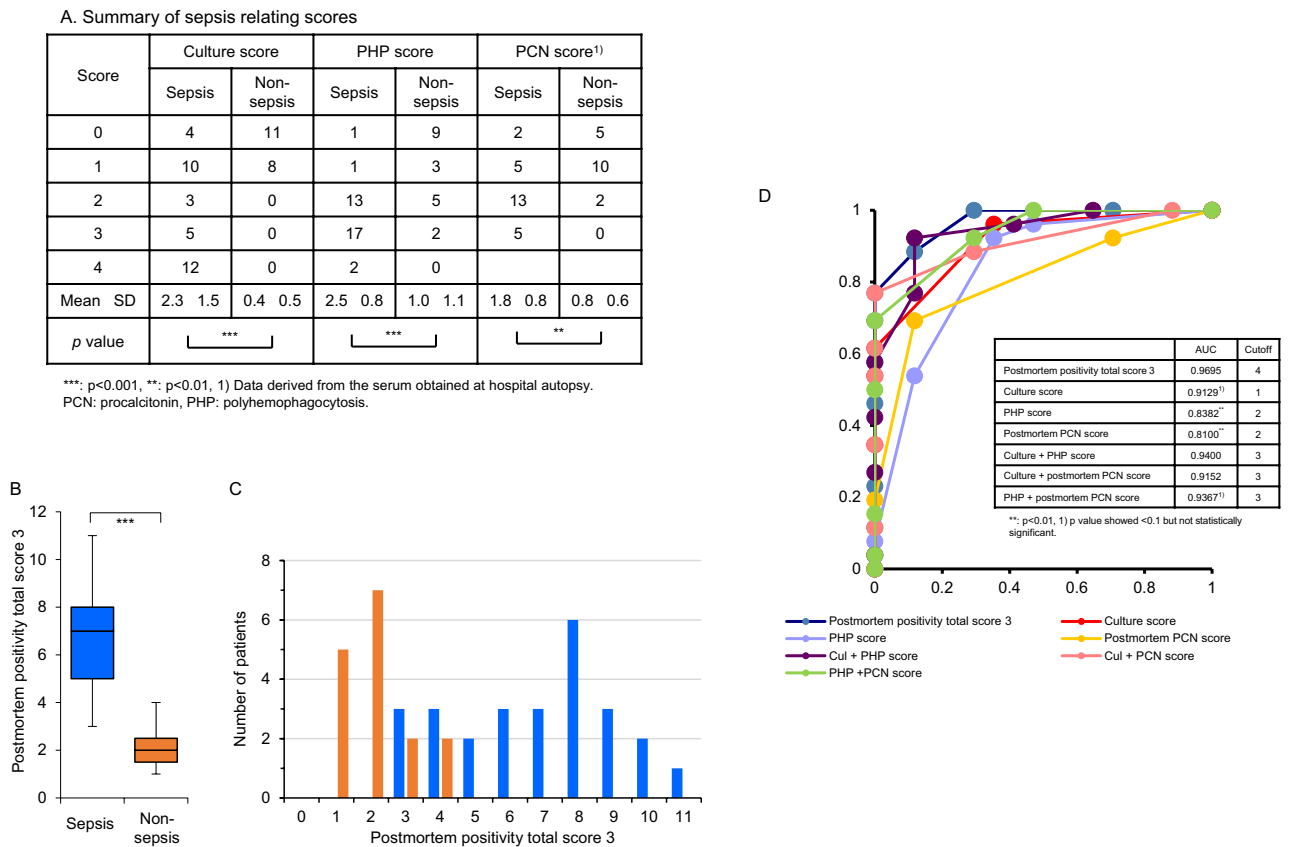 A. Summary of sepsis relating scores
Score Culture score PHP score PCN score1)
Sepsis Non-sepsis Sepsis Non-sepsis Sepsis Non-sepsis
0 4 11 1 9 2 5
1 10 8 1 3 5 10
2 3 0 13 5 13 2
3 5 0 17 2 5 0
4 12 0 2 0
Mean SD 2.3 1.5 0.4 0.5 2.5 0.8 1.0 1.1 1.8 0.8 0.8 0.6
p value *** *** **
***: p<0.001, **: p<0.01, 1) Data derived from the serum obtained at hospital autopsy.
PCN: procalcitonin, PHP: polyhemophagocytosis.
B
Postmortem positivity total score 3
12
10
8
6
4
2
0
***
Sepsis Non-sepsis
C
Number of patients
8
6
4
2
0
0 1 2 3 4 5 6 7 8 9 10 11
Postmortem positivity total score 3
D
1
0.8
0.6
0.4
0.2
0
0 0.2 0.4 0.6 0.8 1
AUC Cutoff
Postmortem positivity total score 3 0.9695 4
Culture score 0.91291) 1
PHP score 0.8382** 2
Postmortem PCN score 0.8100** 2
Culture + PHP score 0.9400 3
Culture + postmortem PCN score 0.9152 3
PHP + postmortem PCN score 0.93671) 3
**: p<0.01, 1) p value showed <0.1 but not statistically
significant.
Postmortem positivity total score 3 Culture score
PHP score Postmortem PCN score
Cul + PHP score Cul + PCN score
PHP +PCN score